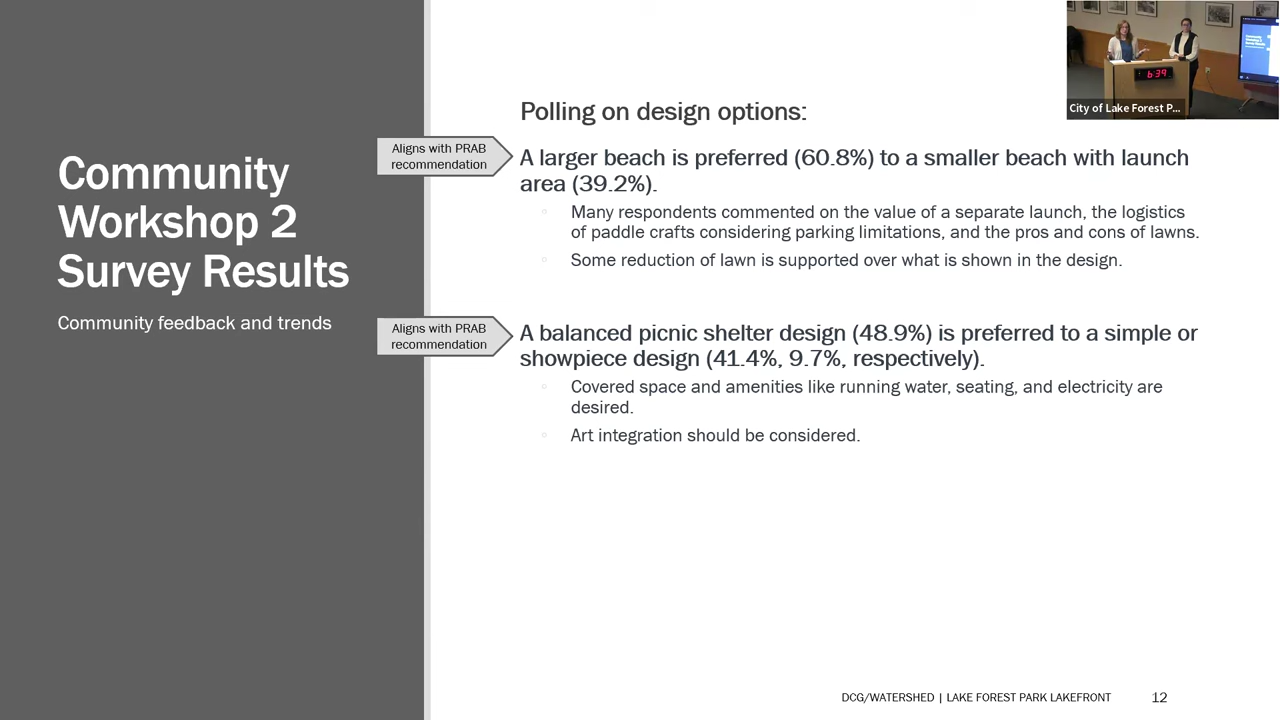 Community
Workshop 2
Survey Results
Community feedback and trends
Polling on design options:
Aligns with PRAB
recommendation
A larger beach is preferred (60.8%) to a smaller beach with launch
area (39.2%).
Many respondents commented on the value of a separate launch, the logistics
of paddle crafts considering parking limitations, and the pros and cons of lawns.
Some reduction of lawn is supported over what is shown in the design.
Aligns with PRAB
recommendation
A balanced picnic shelter design (48.9%) is preferred to a simple or
showpiece design (41.4%, 9.7%, respectively).
Covered space and amenities like running water, seating, and electricity are
desired.
Art integration should be considered.
DCG/WATERSHED | LAKE FOREST PARK LAKEFRONT
12
6:39
City of Lake Forest P...